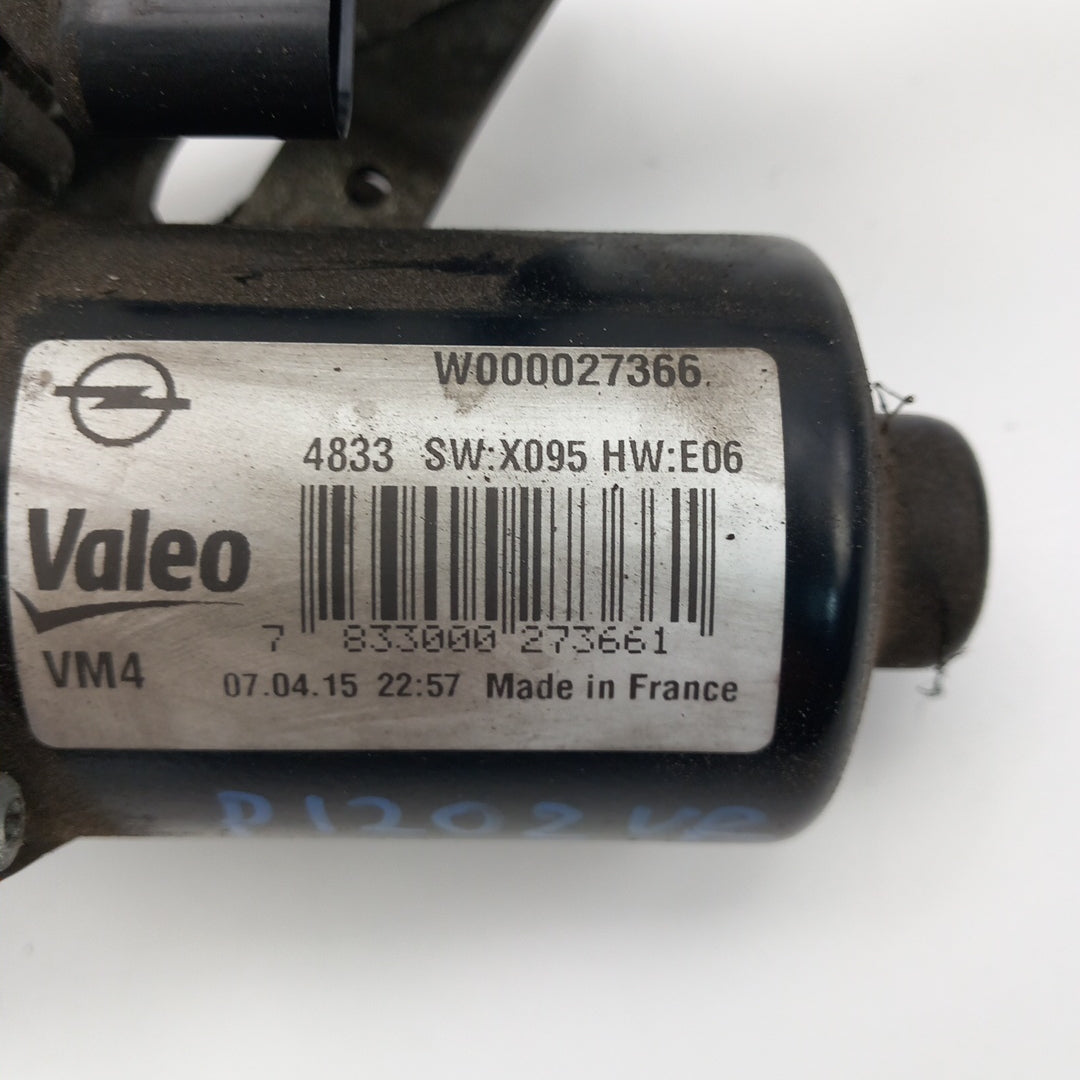 W000027366
4833 SW:X095 HW:E06
Valeo
7 833000 273661
VM4
07.04.15 22:57 Made in France